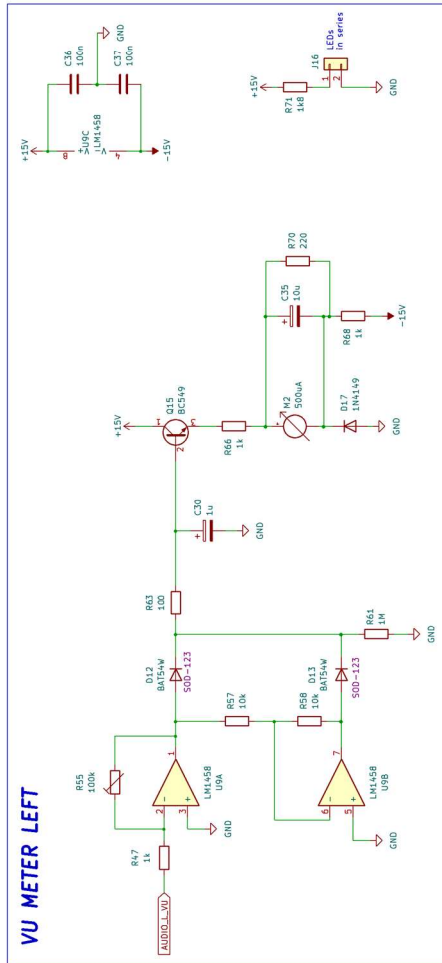 VU METER LEFT
AUDIO_L_VU
R47
1k
R55
100k
2
3
1
LM1458
U9A
GND
D12
BAT54W
SOD-123
R57
10k
R58
10k
6
5
7
LM1458
U9B
GND
D13
BAT54W
SOD-123
R61
1M
GND
R63
100
C30
1u
GND
+15V
Q15
BC549
1
2
3
R66
1k
M2
500uA
D17
1N4149
GND
C35
10u
R70
220
R68
1k
-15V
+15V
8
U9C
LM1458
4
-15V
C36
100n
C37
100n
GND
+15V
R71
1k8
J16
1
2
LEDs
in series
GND